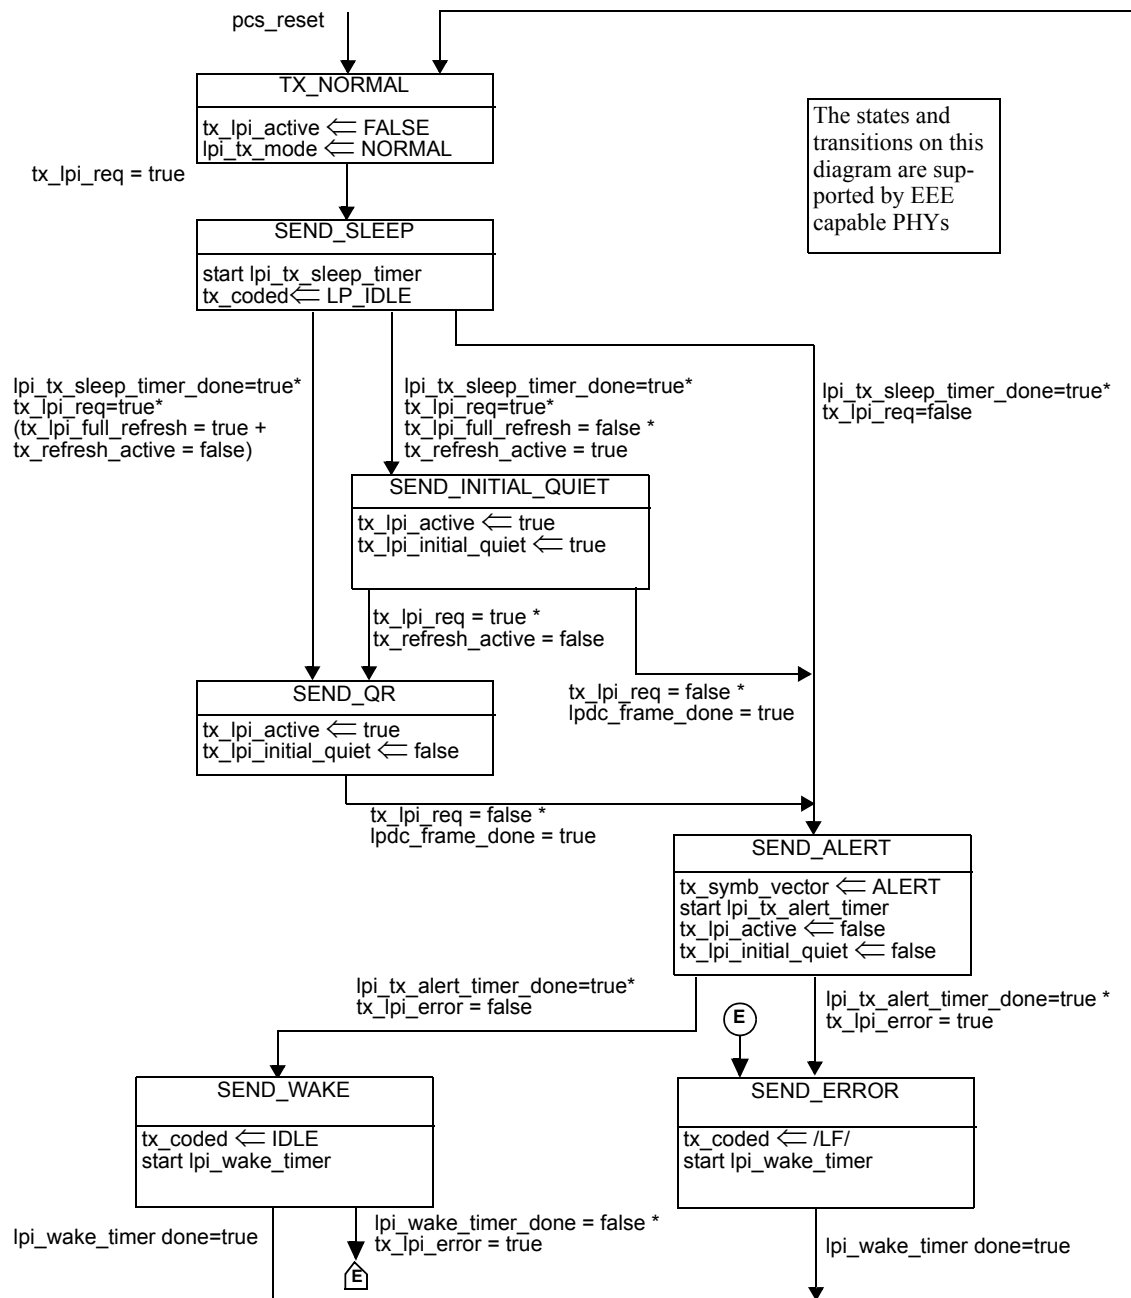 pcs_reset
TX_NORMAL
tx_lpi_active ⇐ FALSE
lpi_tx_mode ⇐ NORMAL
The states and
transitions on this
diagram are sup-
ported by EEE
capable PHYs
tx_lpi_req = true
SEND_SLEEP
start lpi_tx_sleep_timer
tx_coded⇐ LP_IDLE
lpi_tx_sleep_timer_done=true*
tx_lpi_req=true*
(tx_lpi_full_refresh = true +
tx_refresh_active = false)
lpi_tx_sleep_timer_done=true*
tx_lpi_req=true*
tx_lpi_full_refresh = false *
tx_refresh_active = true
lpi_tx_sleep_timer_done=true*
tx_lpi_req=false
SEND_INITIAL_QUIET
tx_lpi_active ⇐ true
tx_lpi_initial_quiet ⇐ true
tx_lpi_req = true *
tx_refresh_active = false
tx_lpi_req = false *
lpdc_frame_done = true
SEND_QR
tx_lpi_active ⇐ true
tx_lpi_initial_quiet ⇐ false
tx_lpi_req = false *
lpdc_frame_done = true
SEND_ALERT
tx_symb_vector ⇐ ALERT
start lpi_tx_alert_timer
tx_lpi_active ⇐ false
tx_lpi_initial_quiet ⇐ false
lpi_tx_alert_timer_done=true*
tx_lpi_error = false
E
lpi_tx_alert_timer_done=true *
tx_lpi_error = true
SEND_WAKE
tx_coded ⇐ IDLE
start lpi_wake_timer
SEND_ERROR
tx_coded ⇐ /LF/
start lpi_wake_timer
lpi_wake_timer done=true
lpi_wake_timer_done = false *
tx_lpi_error = true
E
lpi_wake_timer done=true